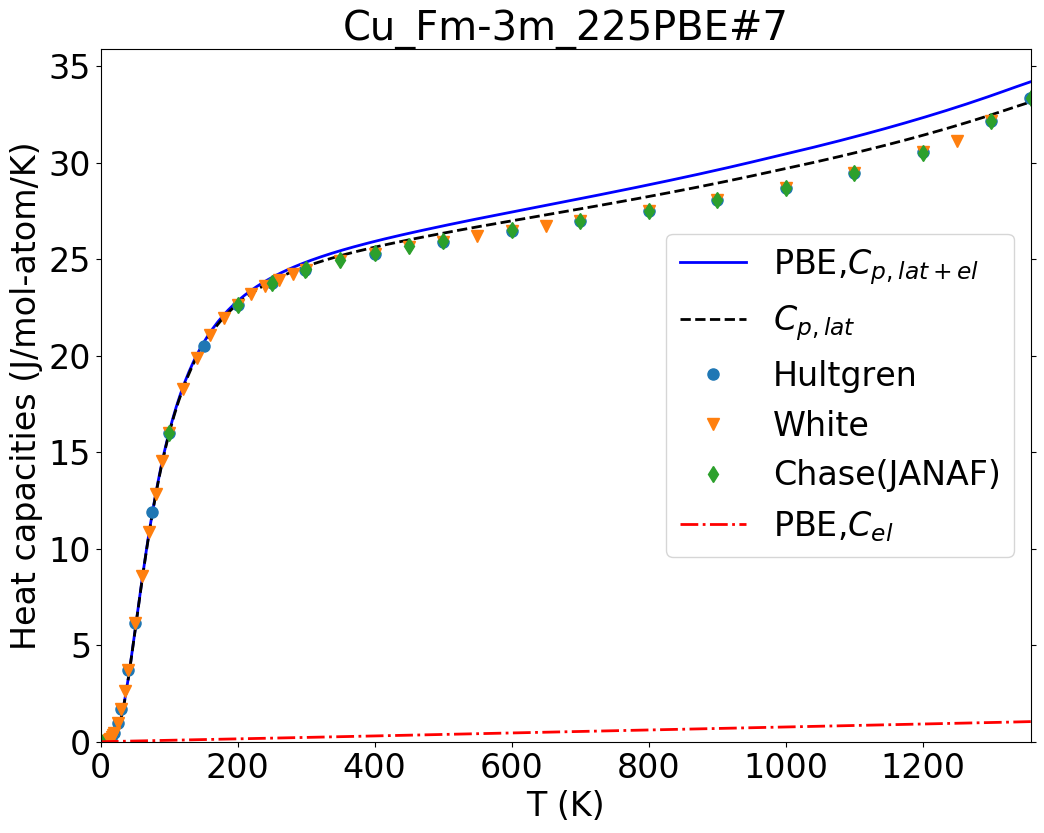 Cu_Fm-3m_225PBE#7
Heat capacities (J/mol-atom/K)
35
30
25
20
15
10
5
0
PBE,C_{p,lat+el}
C_{p,lat}
Hultgren
White
Chase(JANAF)
PBE,C_{el}
0 200 400 600 800 1000 1200
T (K)